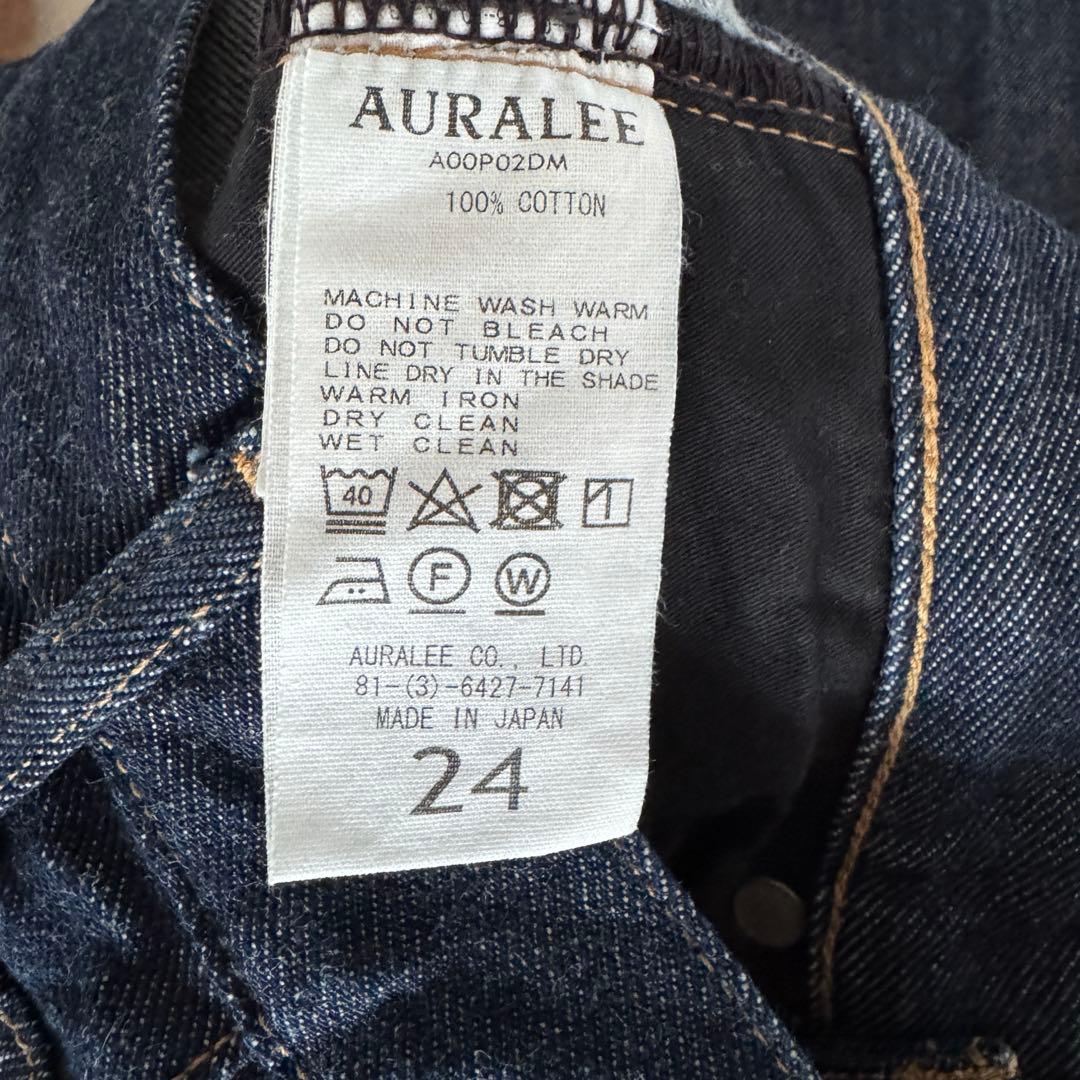 AURALEE
A00P02DM
100% COTTON
MACHINE WASH WARM
DO NOT BLEACH
DO NOT TUMBLE DRY
LINE DRY IN THE SHADE
WARM IRON
DRY CLEAN
WET CLEAN
40
F W
AURALEE CO., LTD.
81-(3)-6427-7141
MADE IN JAPAN
24